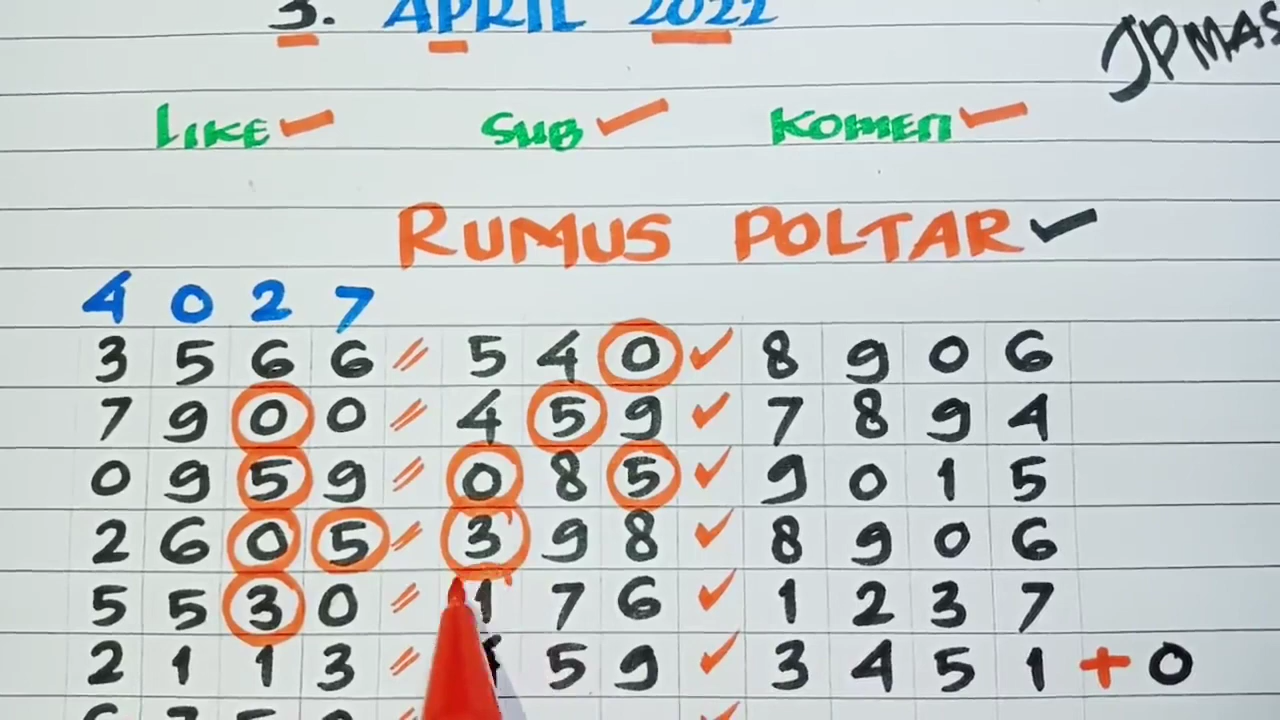 3. APRIL 2022
JPMAS
LIKE SUB KOMEN
RUMUS POLTAR
4 0 2 7
3 5 6 6 // 5 4 0 ✓ 8 9 0 6
7 9 0 0 // 4 5 9 ✓ 7 8 9 4
0 9 5 9 // 0 8 5 ✓ 9 0 1 5
2 6 0 5 // 3 9 8 ✓ 8 9 0 6
5 5 3 0 // 1 7 6 ✓ 1 2 3 7
2 1 1 3 // 5 9 ✓ 3 4 5 1 + 0